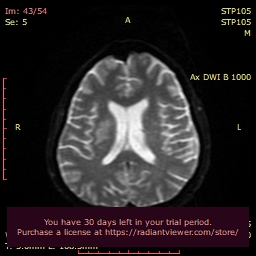 Im: 43/54
Se: 5
A
STP105
STP105
M
Ax DWI B 1000
R
L
You have 30 days left in your trial period.
Purchase a license at https://radiantviewer.com/store/